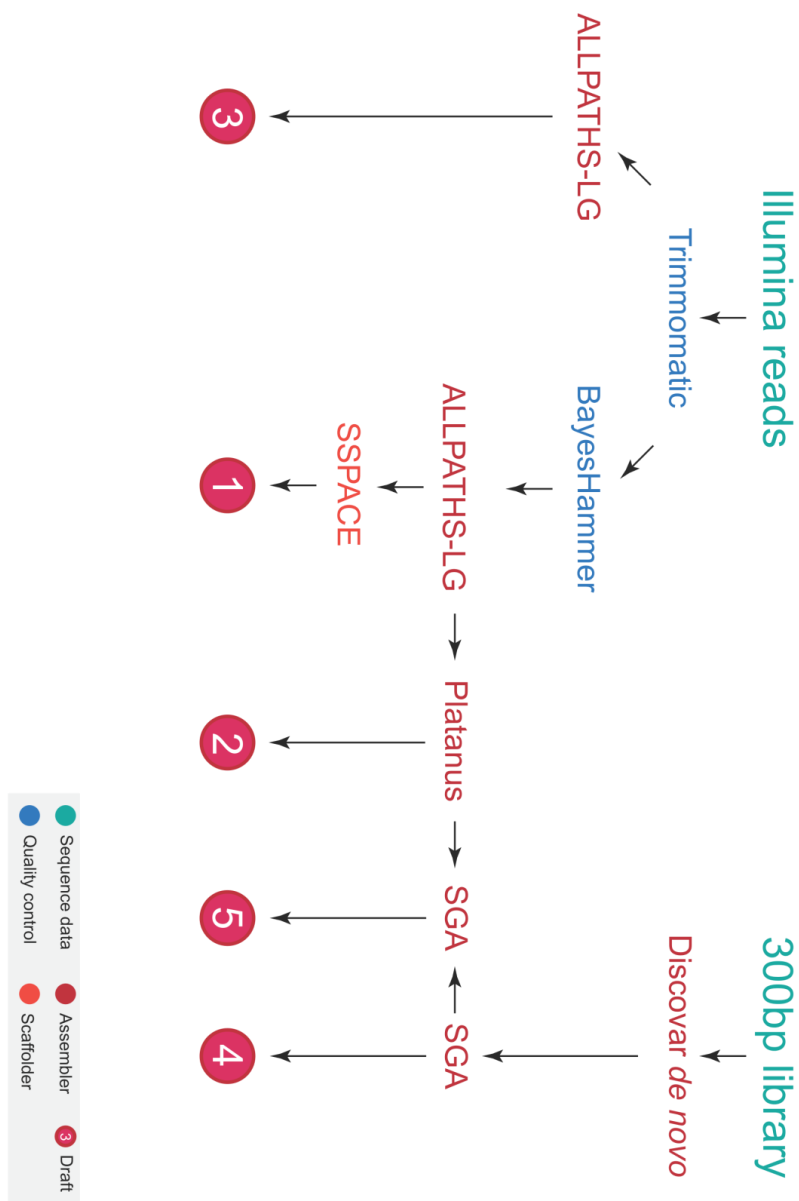 Illumina reads
300bp library
Trimmomatic
Discovar de novo
ALLPATHS-LG
BayesHammer
ALLPATHS-LG
Platanus
SGA
SGA
SSPACE
3
1
2
5
4
Sequence data
Assembler
3 Draft
Quality control
Scaffolder